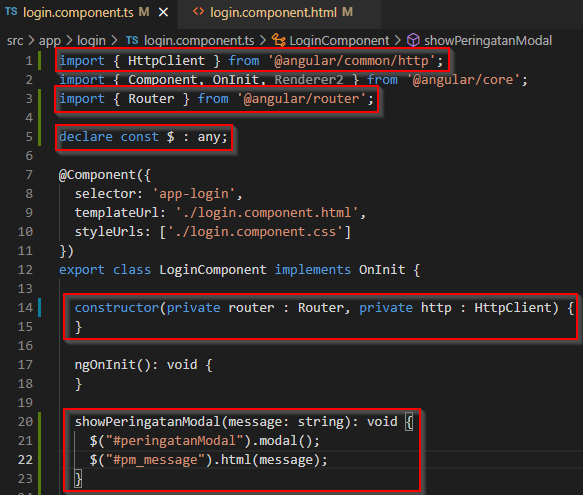 TS login.component.ts M × <> login.component.html M
src > app > login > TS login.component.ts > LoginComponent > showPeringatanModal
1 import { HttpClient } from '@angular/common/http';
2 import { Component, OnInit, Renderer2 } from '@angular/core';
3 import { Router } from '@angular/router';
4
5 declare const $ : any;
6
7 @Component({
8 selector: 'app-login',
9 templateUrl: './login.component.html',
10 styleUrls: ['./login.component.css']
11 })
12 export class LoginComponent implements OnInit {
13
14 constructor(private router : Router, private http : HttpClient) {
15 }
16
17 ngOnInit(): void {
18 }
19
20 showPeringatanModal(message: string): void {
21 $("#peringatanModal").modal();
22 $("#pm_message").html(message);
23 }